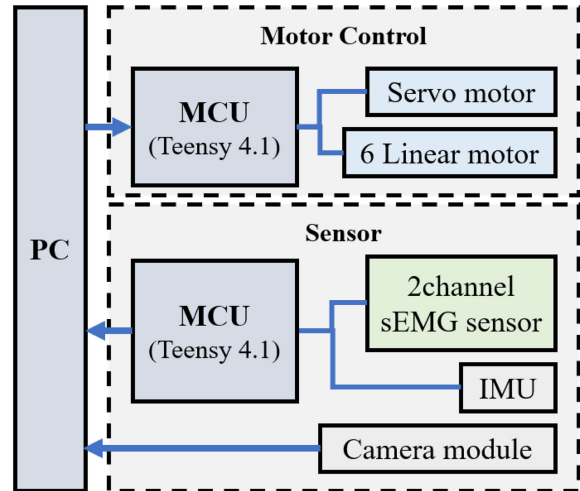 PC
Motor Control
MCU
(Teensy 4.1)
Servo motor
6 Linear motor
Sensor
MCU
(Teensy 4.1)
2channel
sEMG sensor
IMU
Camera module